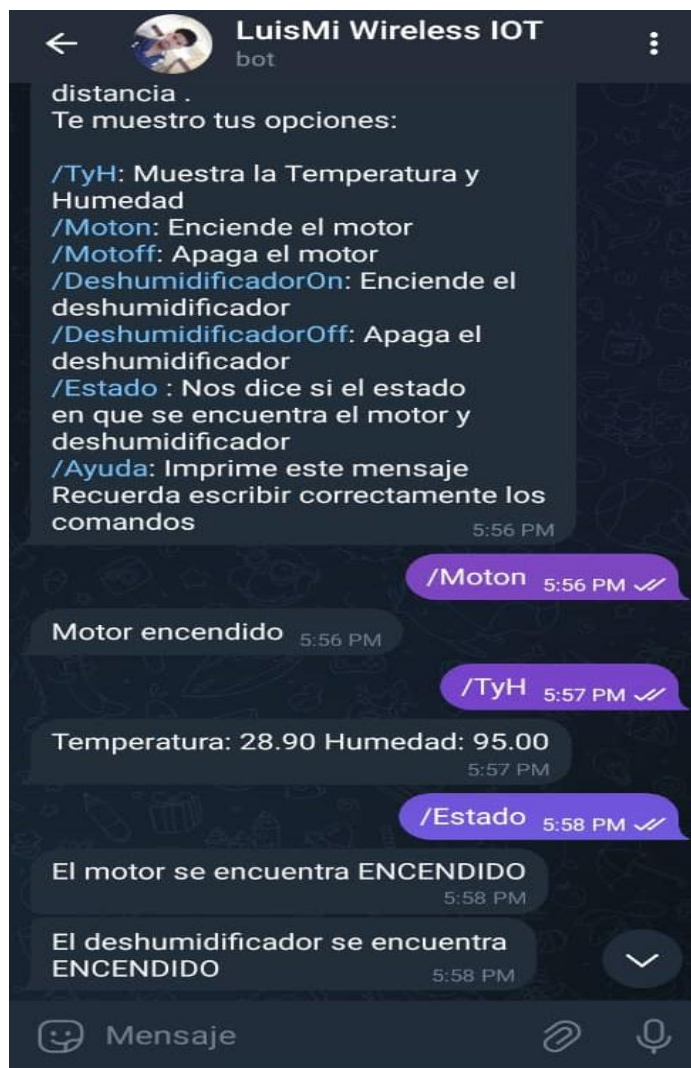 LuisMi Wireless IOT
bot
distancia .
Te muestro tus opciones:
/TyH: Muestra la Temperatura y
Humedad
/Moton: Enciende el motor
/Motoff: Apaga el motor
/DeshumidificadorOn: Enciende el
deshumidificador
/DeshumidificadorOff: Apaga el
deshumidificador
/Estado : Nos dice si el estado
en que se encuentra el motor y
deshumidificador
/Ayuda: Imprime este mensaje
Recuerda escribir correctamente los
comandos 5:56 PM
/Moton 5:56 PM
Motor encendido 5:56 PM
/TyH 5:57 PM
Temperatura: 28.90 Humedad: 95.00
5:57 PM
/Estado 5:58 PM
El motor se encuentra ENCENDIDO
5:58 PM
El deshumidificador se encuentra
ENCENDIDO 5:58 PM
Mensaje